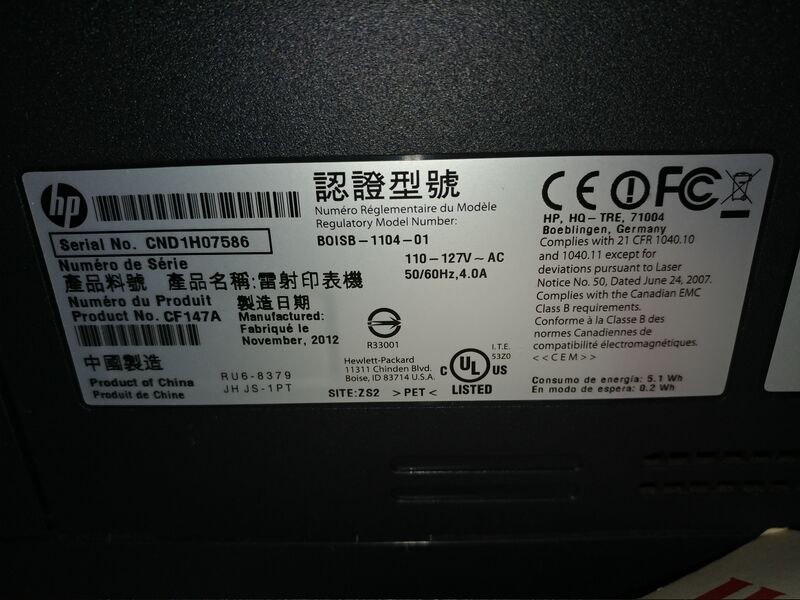 hp
認證型號
Numéro Réglementaire du Modèle
Regulatory Model Number:
BOISB-1104-01
110-127V~AC
50/60Hz,4.0A
Serial No. CND1H07586
Numéro de Série
產品料號 產品名稱:雷射印表機
Numéro du Produit
Product No. CF147A
製造日期
Manufactured:
Fabriqué le
November, 2012
中國製造
Product of China
Produit de Chine
RU6-8379
JHJS-1PT
R33001
Hewlett-Packard
11311 Chinden Blvd.
Boise, ID 83714 U.S.A.
SITE:ZS2 >PET<
I.T.E.
53Z0
C UL US
LISTED
CE FC
HP, HQ-TRE, 71004
Boeblingen, Germany
Complies with 21 CFR 1040.10
and 1040.11 except for
deviations pursuant to Laser
Notice No. 50, Dated June 24, 2007.
Complies with the Canadian EMC
Class B requirements.
Conforme à la Classe B des
normes Canadiennes de
compatibilité électromagnétiques.
<<CEM>>
Consumo de energía: 5.1 Wh
En modo de espera: 0.2 Wh